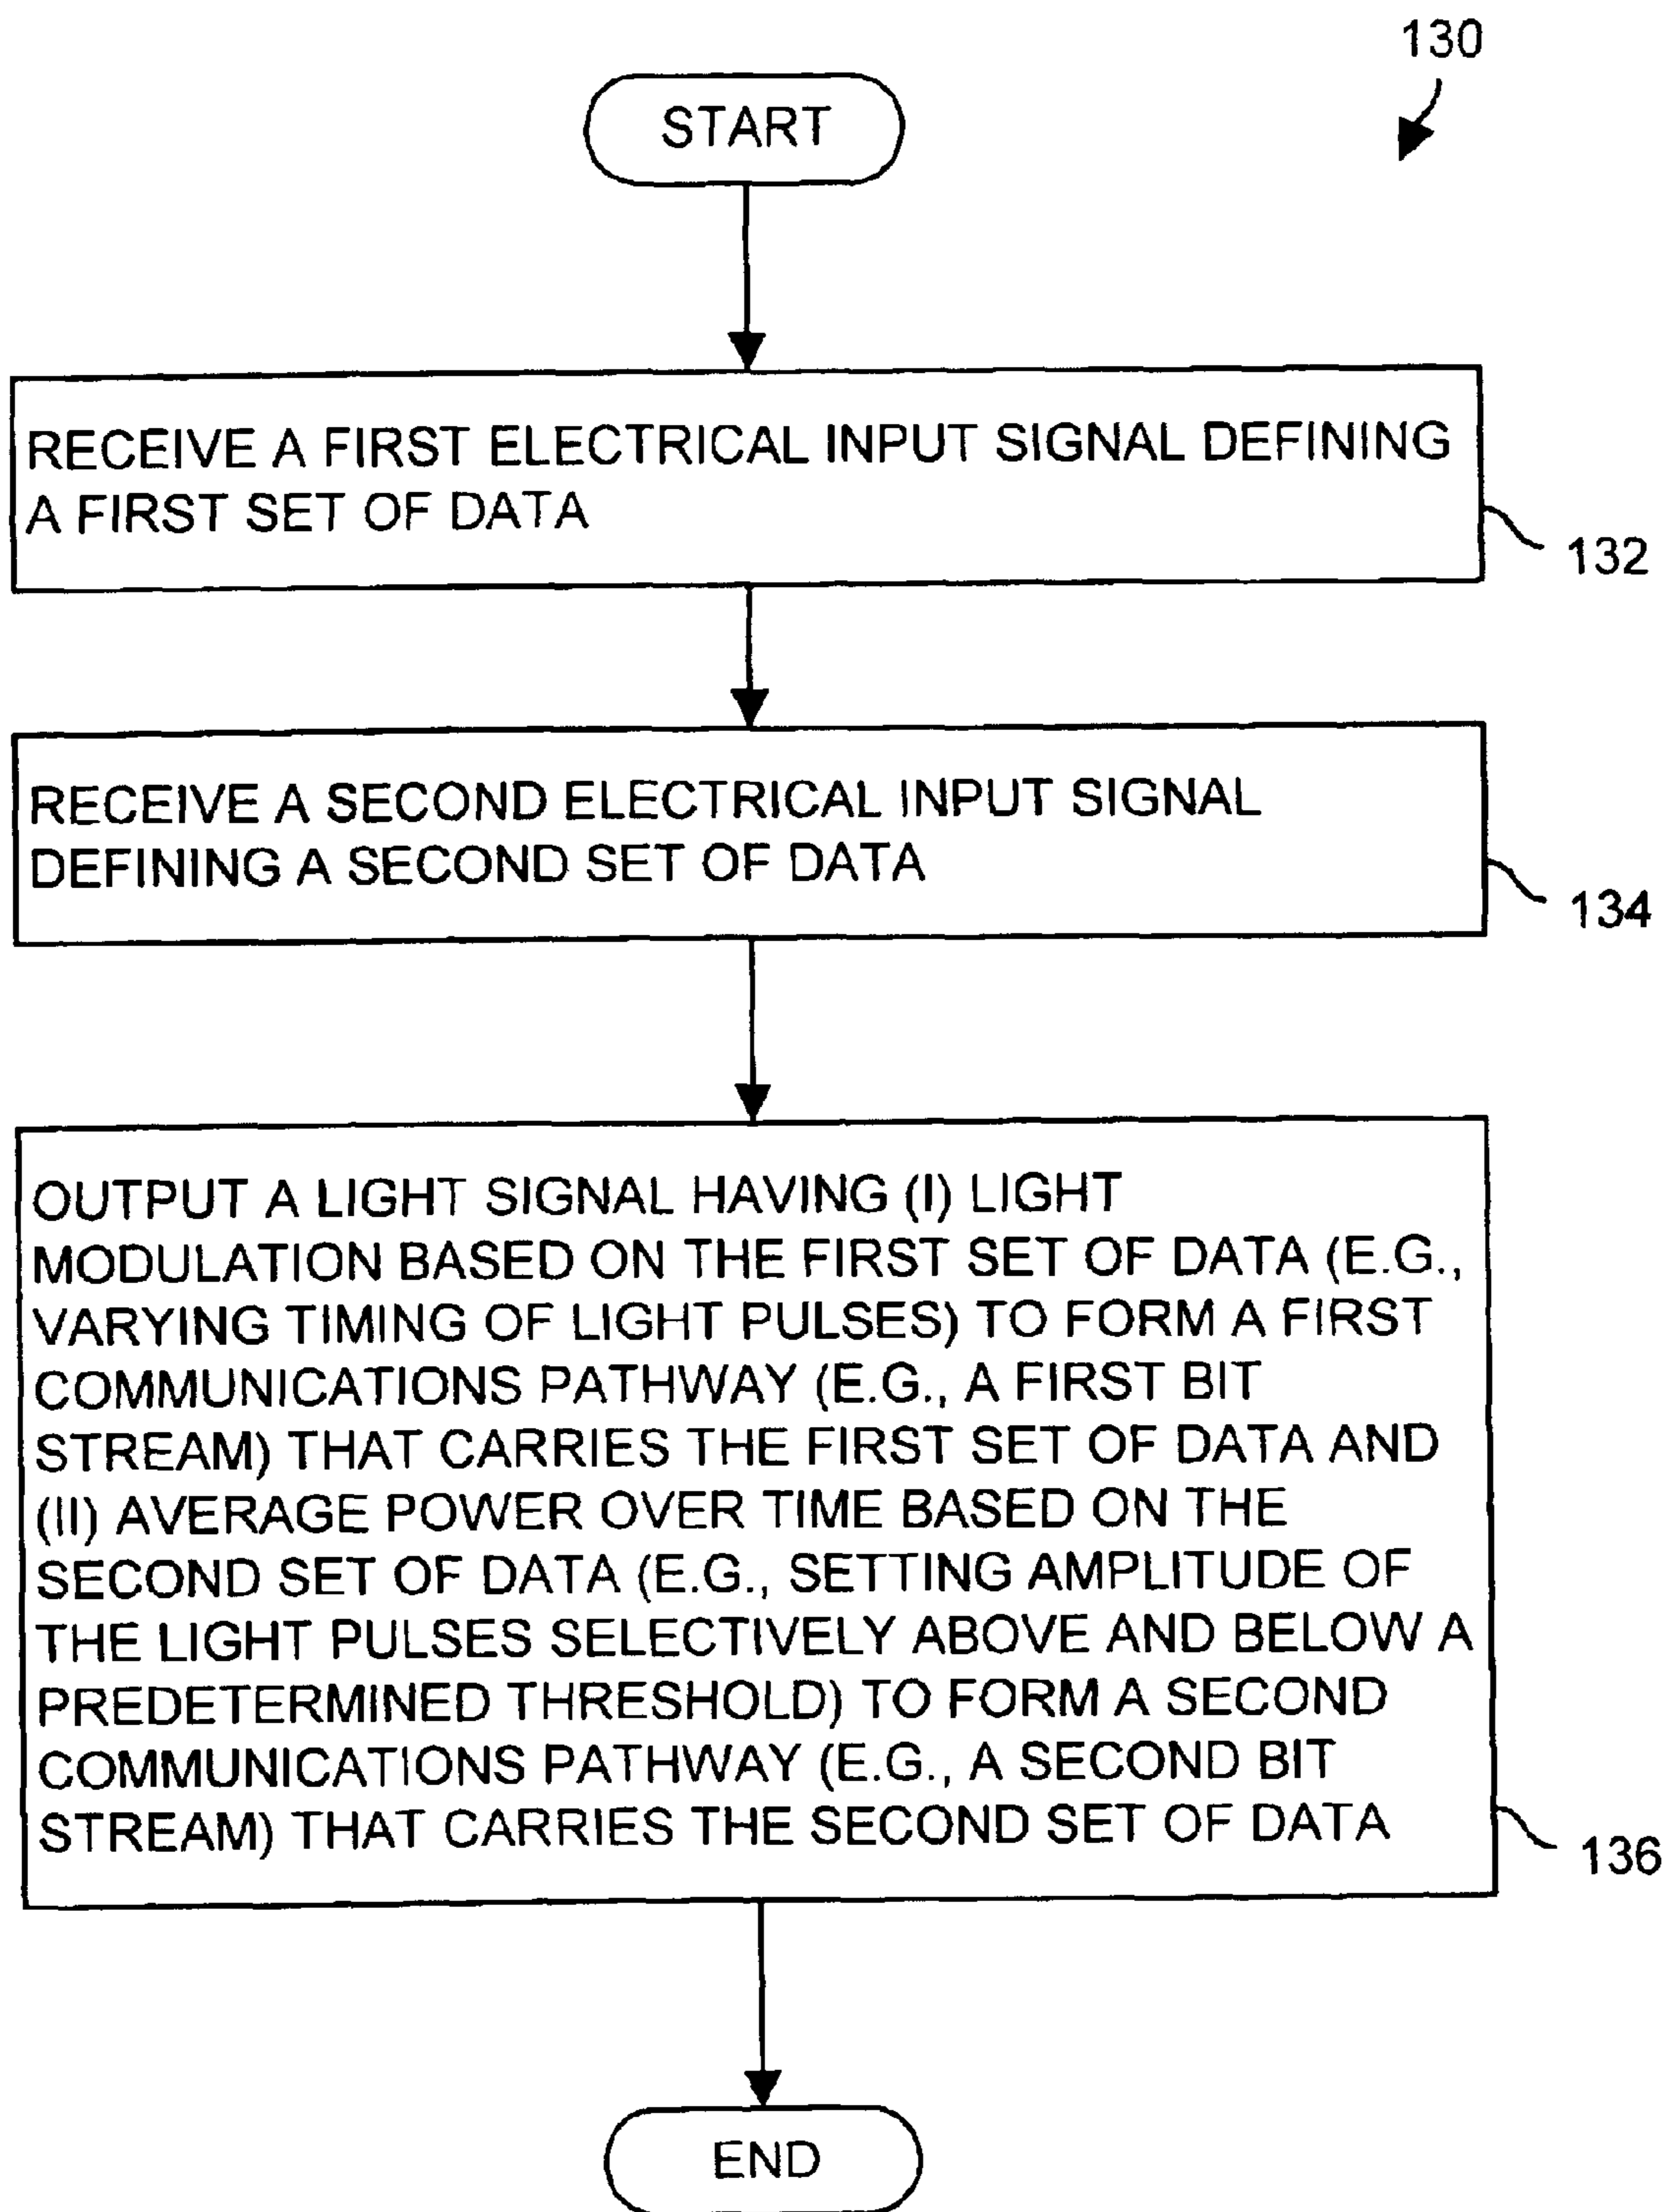 130
START
RECEIVE A FIRST ELECTRICAL INPUT SIGNAL DEFINING
A FIRST SET OF DATA
132
RECEIVE A SECOND ELECTRICAL INPUT SIGNAL
DEFINING A SECOND SET OF DATA
134
OUTPUT A LIGHT SIGNAL HAVING (I) LIGHT
MODULATION BASED ON THE FIRST SET OF DATA (E.G.,
VARYING TIMING OF LIGHT PULSES) TO FORM A FIRST
COMMUNICATIONS PATHWAY (E.G., A FIRST BIT
STREAM) THAT CARRIES THE FIRST SET OF DATA AND
(II) AVERAGE POWER OVER TIME BASED ON THE
SECOND SET OF DATA (E.G., SETTING AMPLITUDE OF
THE LIGHT PULSES SELECTIVELY ABOVE AND BELOW A
PREDETERMINED THRESHOLD) TO FORM A SECOND
COMMUNICATIONS PATHWAY (E.G., A SECOND BIT
STREAM) THAT CARRIES THE SECOND SET OF DATA
136
END